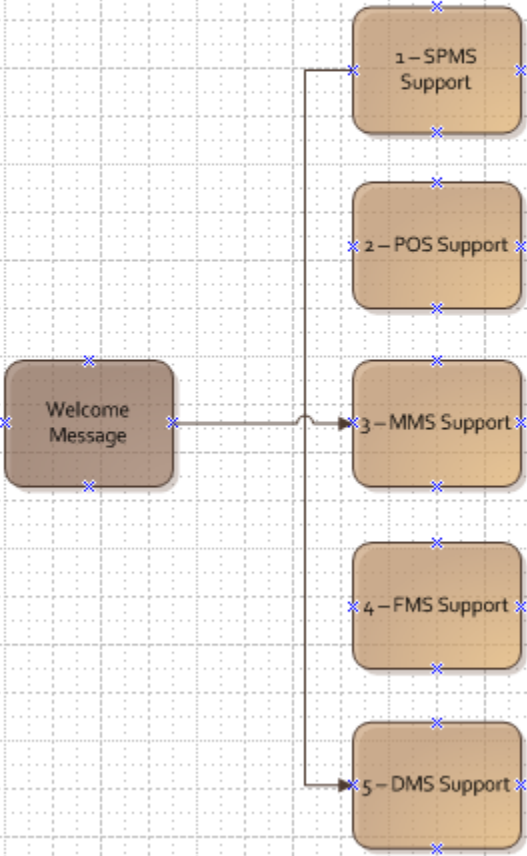 1 – SPMS
Support
2 – POS Support
Welcome
Message
3 – MMS Support
4 – FMS Support
5 – DMS Support